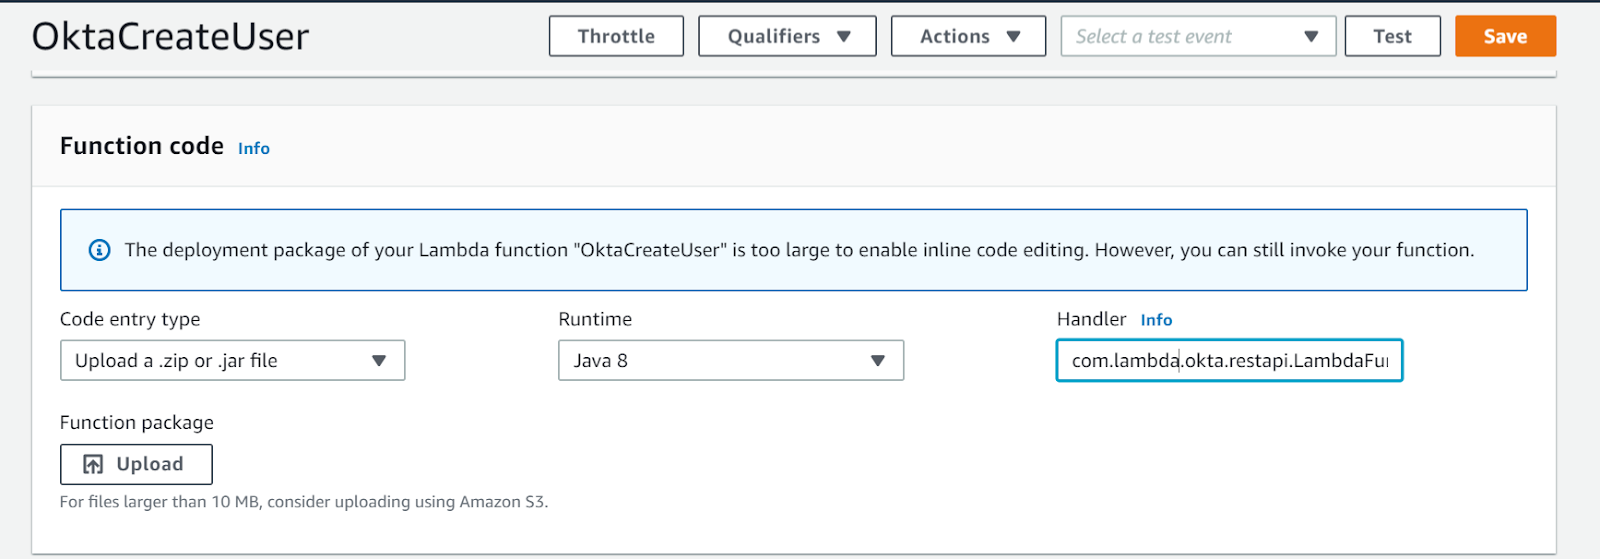 OktaCreateUser
Throttle
Qualifiers
Actions
Select a test event
Test
Save
Function code Info
The deployment package of your Lambda function "OktaCreateUser" is too large to enable inline code editing. However, you can still invoke your function.
Code entry type
Runtime
Handler Info
Upload a .zip or .jar file
Java 8
com.lambda.okta.restapi.LambdaFu
Function package
Upload
For files larger than 10 MB, consider uploading using Amazon S3.